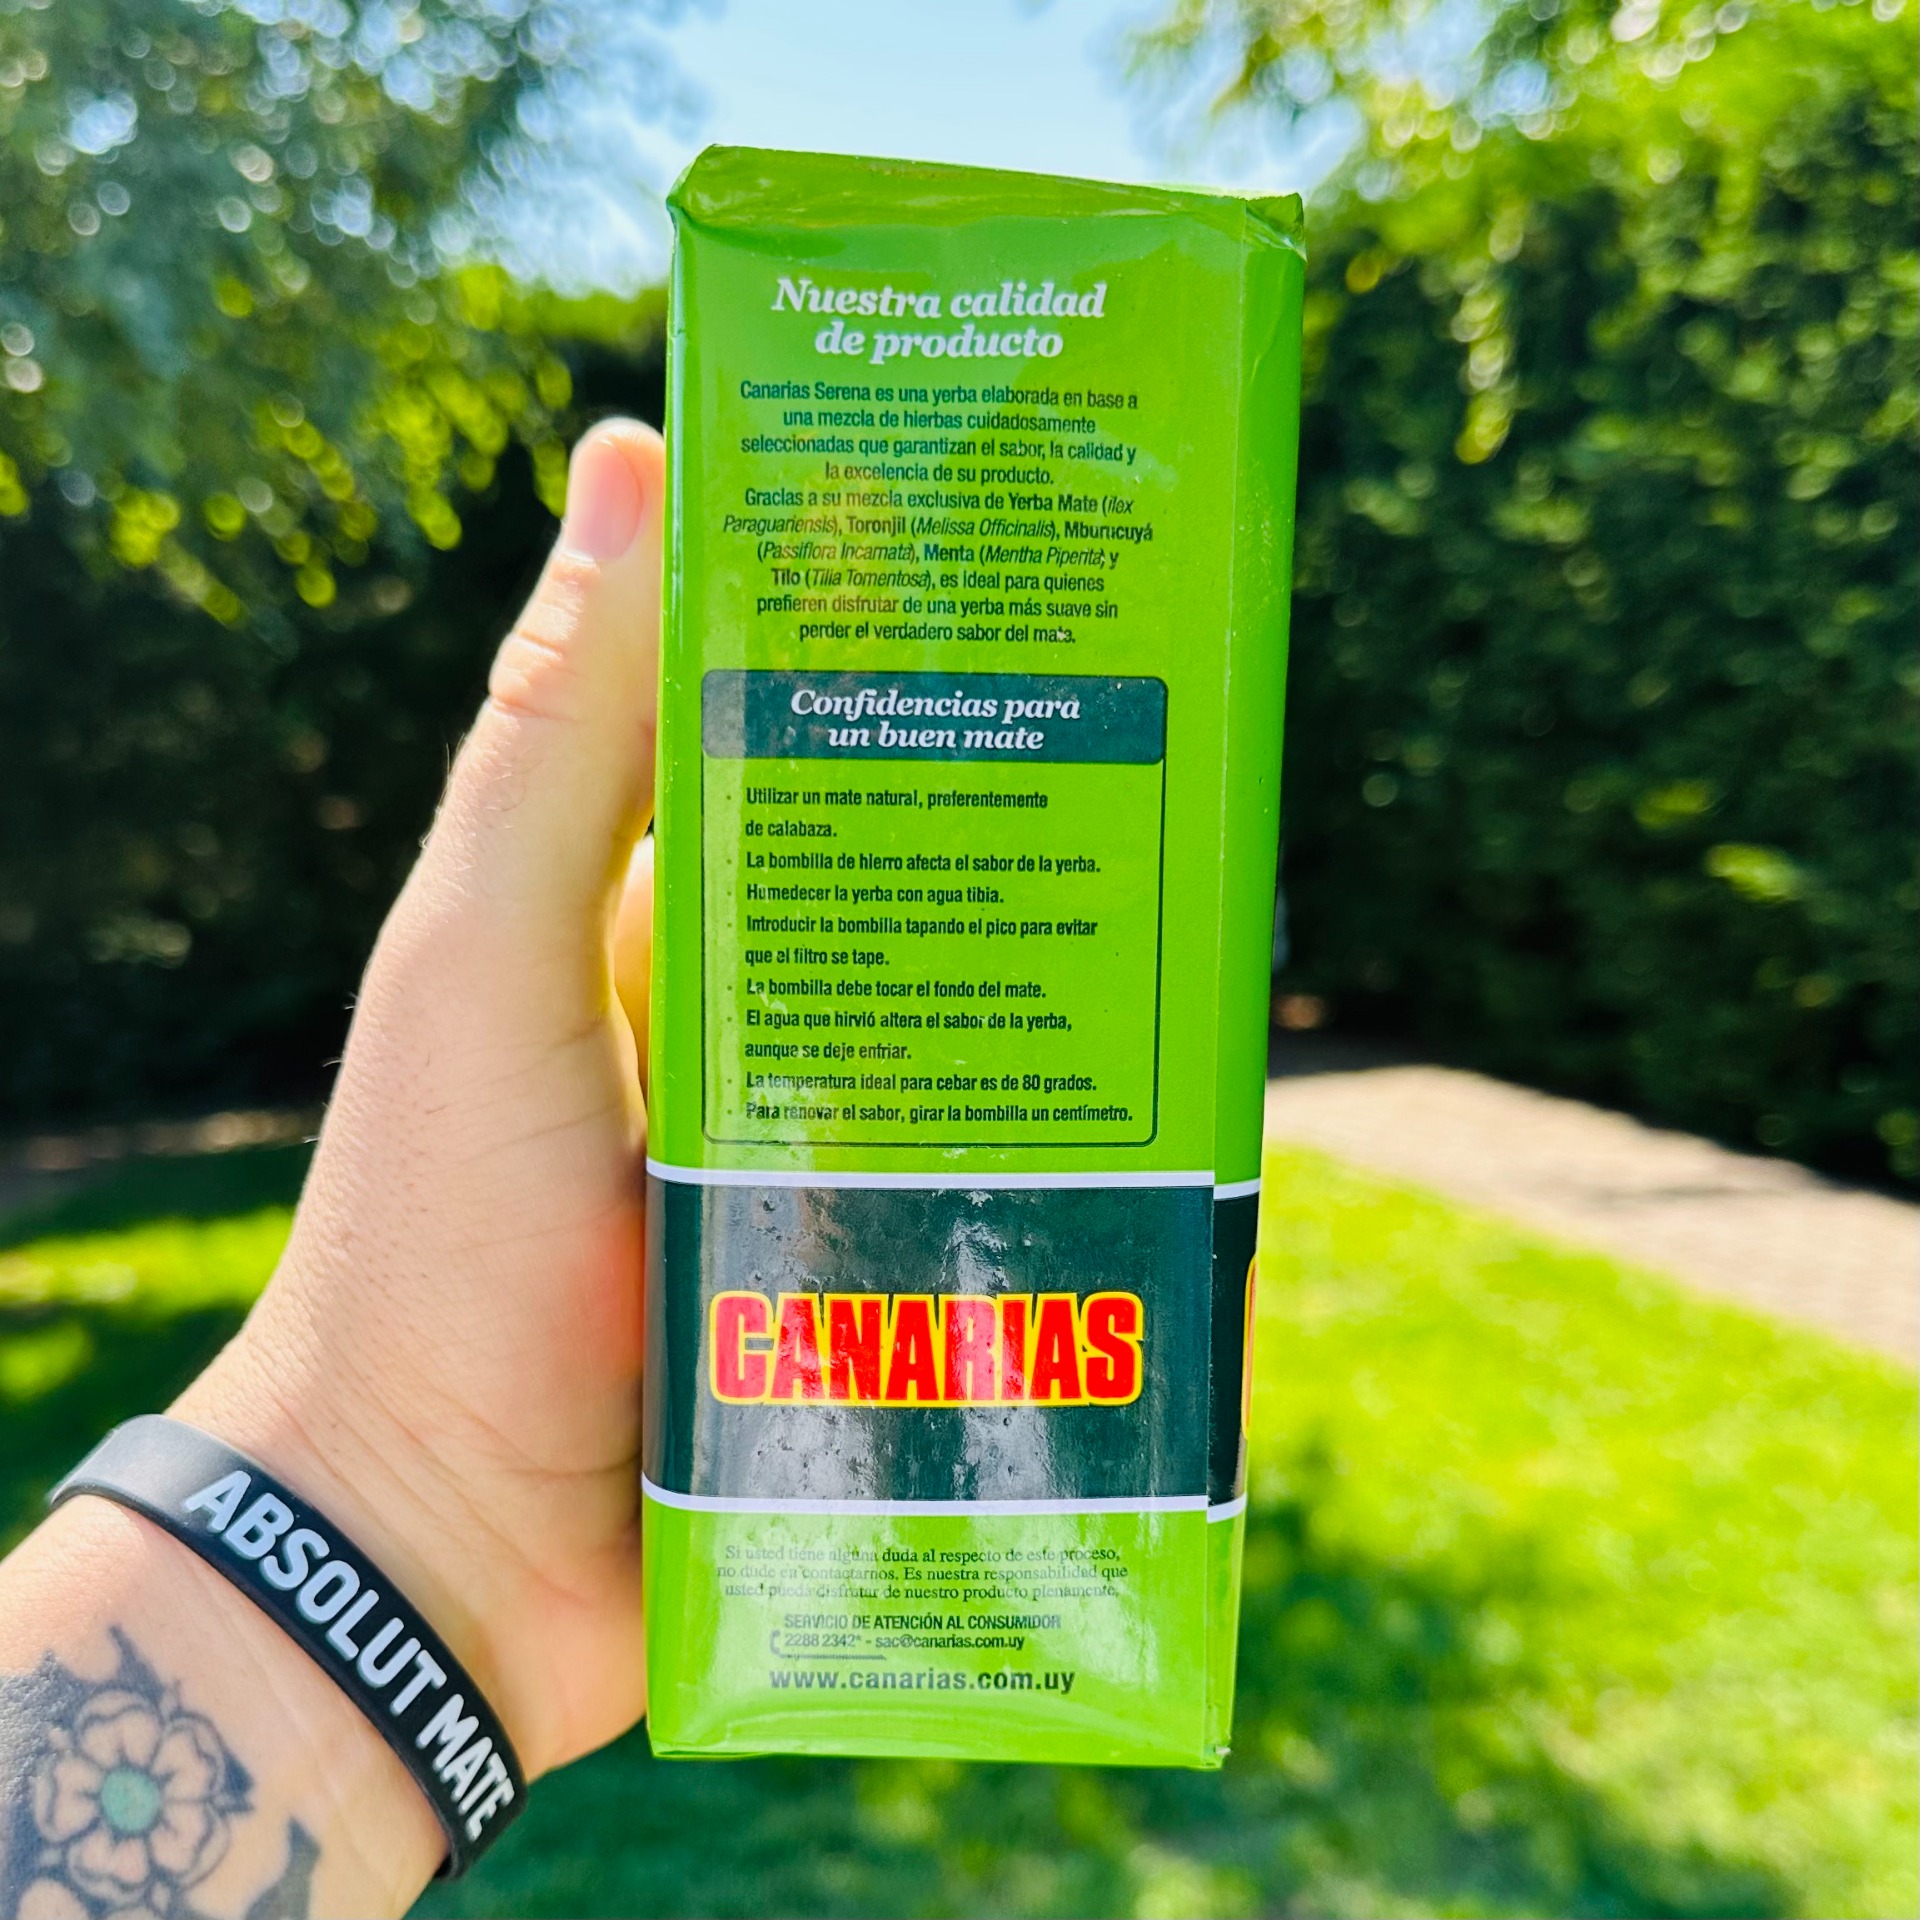 Nuestra calidad
de producto
Canarias Serena es una yerba elaborada en base a
una mezcla de hierbas cuidadosamente
seleccionadas que garantizan el sabor, la calidad y
la excelencia de su producto.
Gracias a su mezcla exclusiva de Yerba Mate (ilex
Paraguariensis), Toronjil (Melissa Officinalis), Mburucuyá
(Passiflora Incarnata), Menta (Mentha Piperita) y
Tilo (Tilia Tomentosa), es ideal para quienes
prefieren disfrutar de una yerba más suave sin
perder el verdadero sabor del mate.
Confidencias para
un buen mate
· Utilizar un mate natural, preferentemente
de calabaza.
· La bombilla de hierro afecta el sabor de la yerba.
· Humedecer la yerba con agua tibia.
· Introducir la bombilla tapando el pico para evitar
que el filtro se tape.
· La bombilla debe tocar el fondo del mate.
· El agua que hirvió altera el sabor de la yerba,
aunque se deje enfriar.
· La temperatura ideal para cebar es de 80 grados.
· Para renovar el sabor, girar la bombilla un centímetro.
CANARIAS
Si usted tiene alguna duda al respecto de este proceso,
no dude en contactarnos. Es nuestra responsabilidad que
usted pueda disfrutar de nuestro producto plenamente.
SERVICIO DE ATENCIÓN AL CONSUMIDOR
2288 2342* - sac@canarias.com.uy
www.canarias.com.uy
ABSOLUT MATE